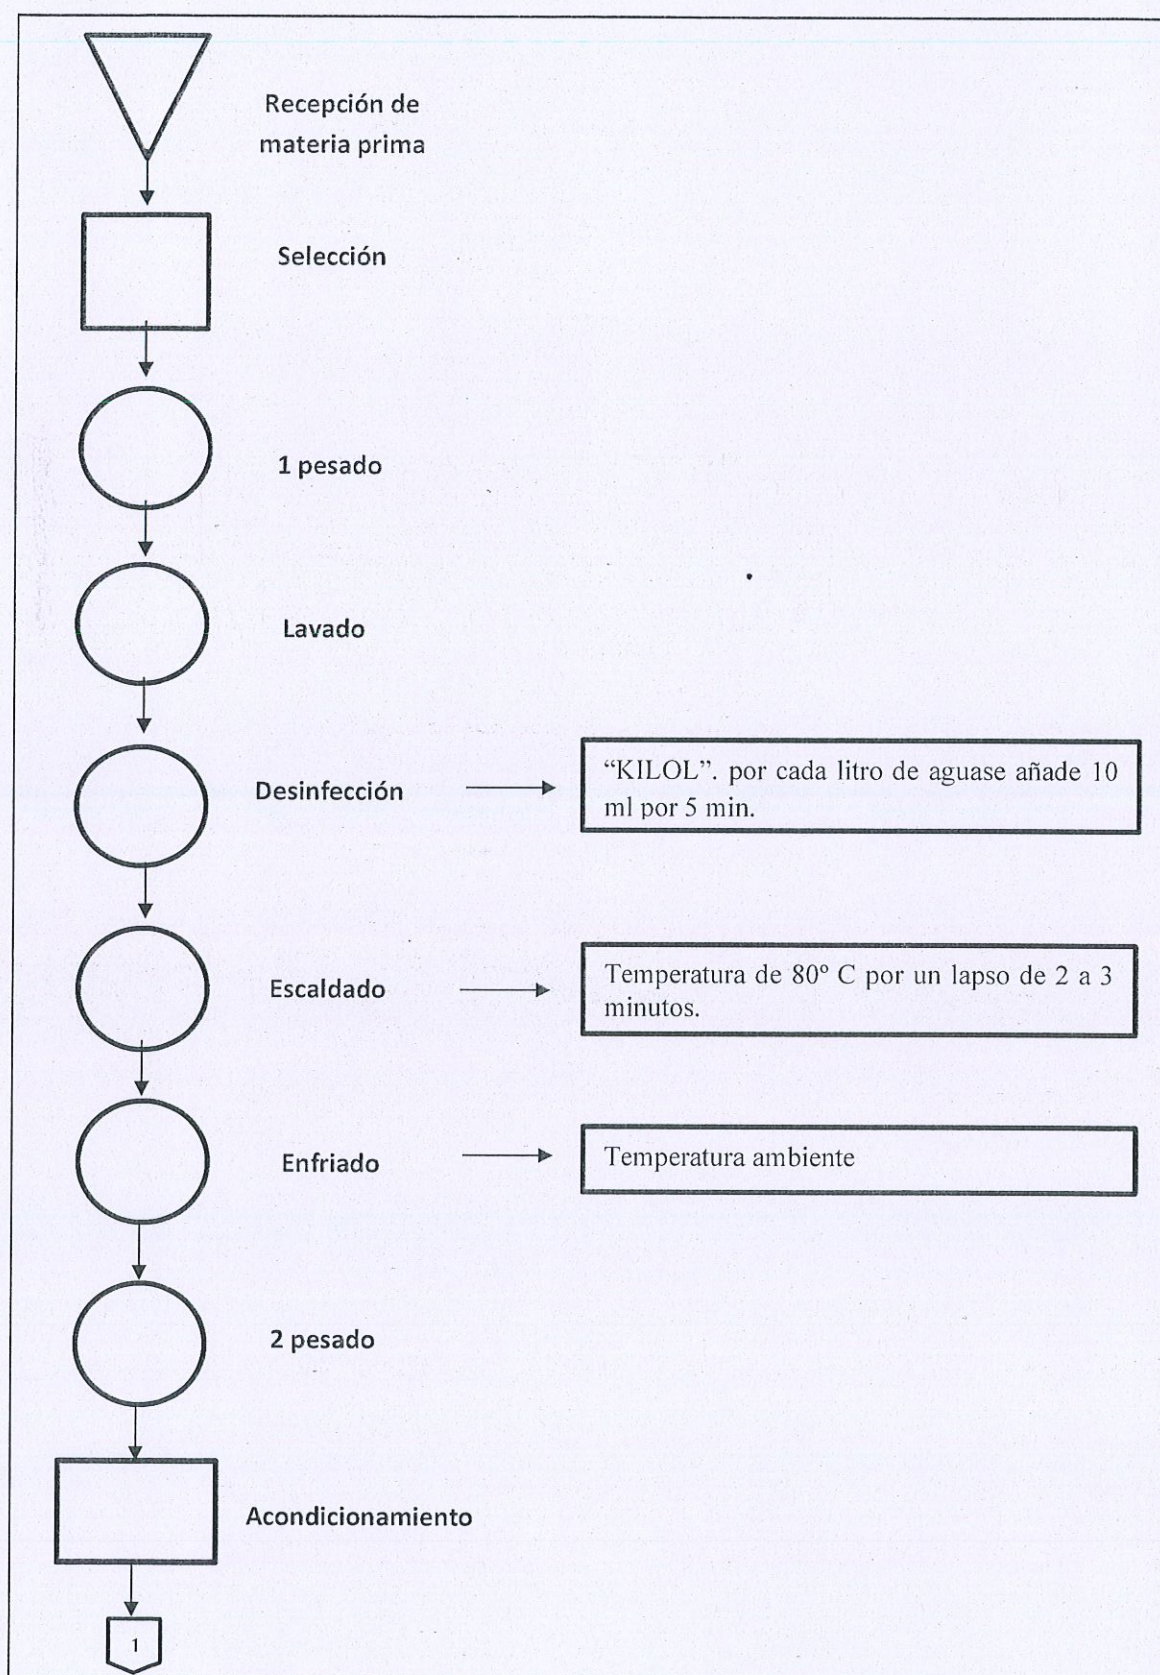 Recepción de
materia prima
Selección
1 pesado
Lavado
Desinfección
“KILOL”. por cada litro de aguase añade 10
ml por 5 min.
Escaldado
Temperatura de 80º C por un lapso de 2 a 3
minutos.
Enfriado
Temperatura ambiente
2 pesado
Acondicionamiento
1